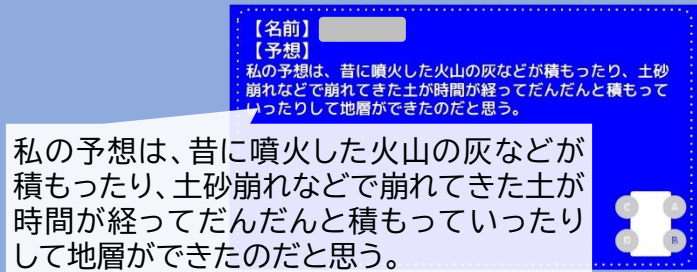 【名前】
【予想】
私の予想は、昔に噴火した火山の灰などが積もったり、土砂
崩れなどで崩れてきた土が時間が経ってだんだんと積もって
いったりして地層ができたのだと思う。
私の予想は、昔に噴火した火山の灰などが
積もったり、土砂崩れなどで崩れてきた土が
時間が経ってだんだんと積もっていったり
して地層ができたのだと思う。
C A
D B